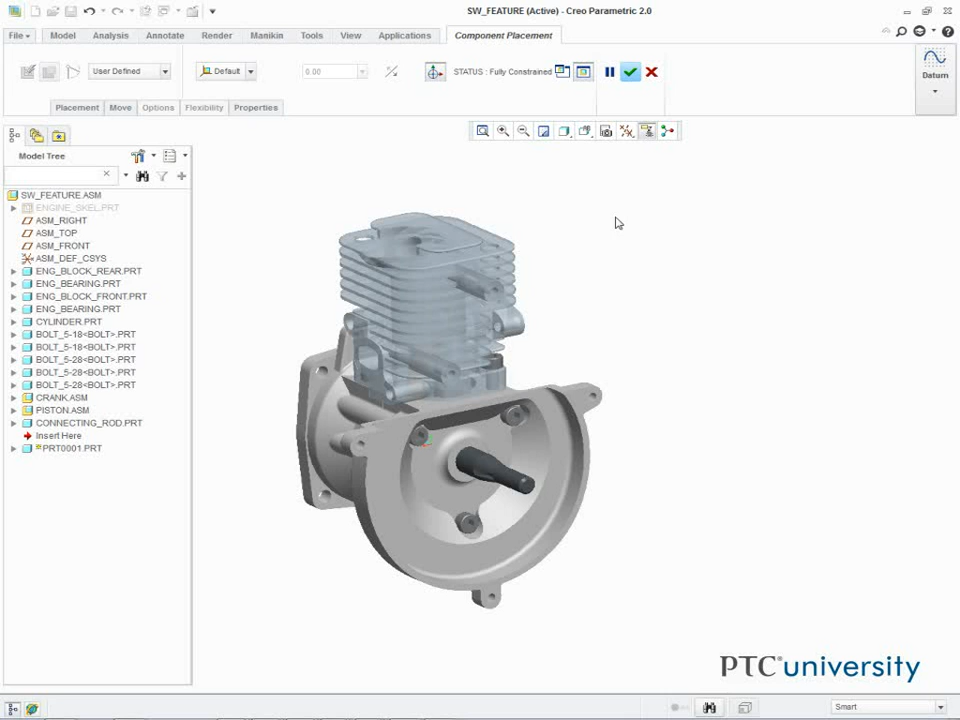 SW_FEATURE (Active) - Creo Parametric 2.0
File Model Analysis Annotate Render Manikin Tools View Applications Component Placement
User Defined Default 0.00 STATUS : Fully Constrained Datum
Placement Move Options Flexibility Properties
Model Tree
SW_FEATURE.ASM
ENGINE_SKEL.PRT
ASM_RIGHT
ASM_TOP
ASM_FRONT
ASM_DEF_CSYS
ENG_BLOCK_REAR.PRT
ENG_BEARING.PRT
ENG_BLOCK_FRONT.PRT
ENG_BEARING.PRT
CYLINDER.PRT
BOLT_5-18<BOLT>.PRT
BOLT_5-18<BOLT>.PRT
BOLT_5-28<BOLT>.PRT
BOLT_5-28<BOLT>.PRT
BOLT_5-28<BOLT>.PRT
CRANK.ASM
PISTON.ASM
CONNECTING_ROD.PRT
Insert Here
PRT0001.PRT
PTC university
Smart